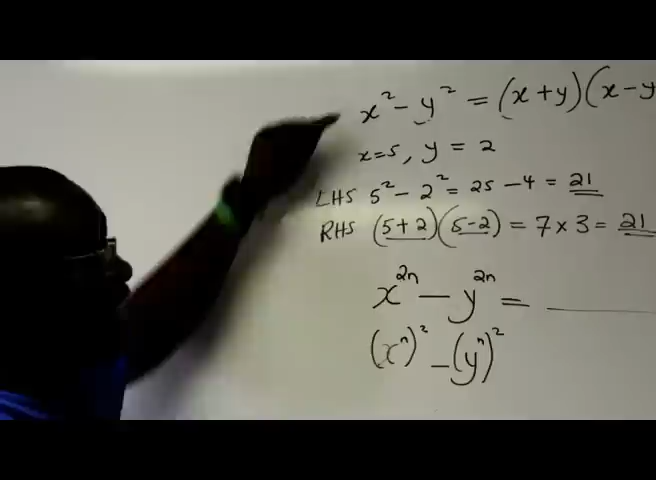 x² - y² = (x + y)(x - y
x = 5, y = 2
LHS 5² - 2² = 25 - 4 = 21
RHS (5 + 2)(5 - 2) = 7 × 3 = 21
x²ⁿ - y²ⁿ = ______
(xⁿ)² - (yⁿ)²